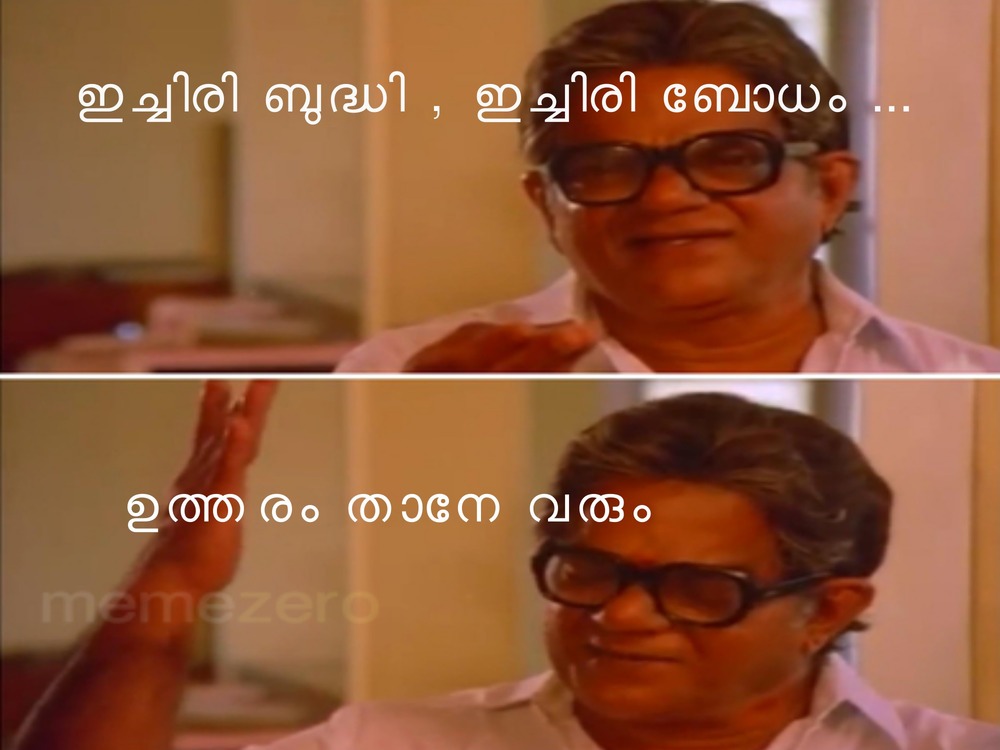 ഇച്ചിരി ബുദ്ധി , ഇച്ചിരി ബോധം ...
ഉത്തരം താനേ വരും
memezero